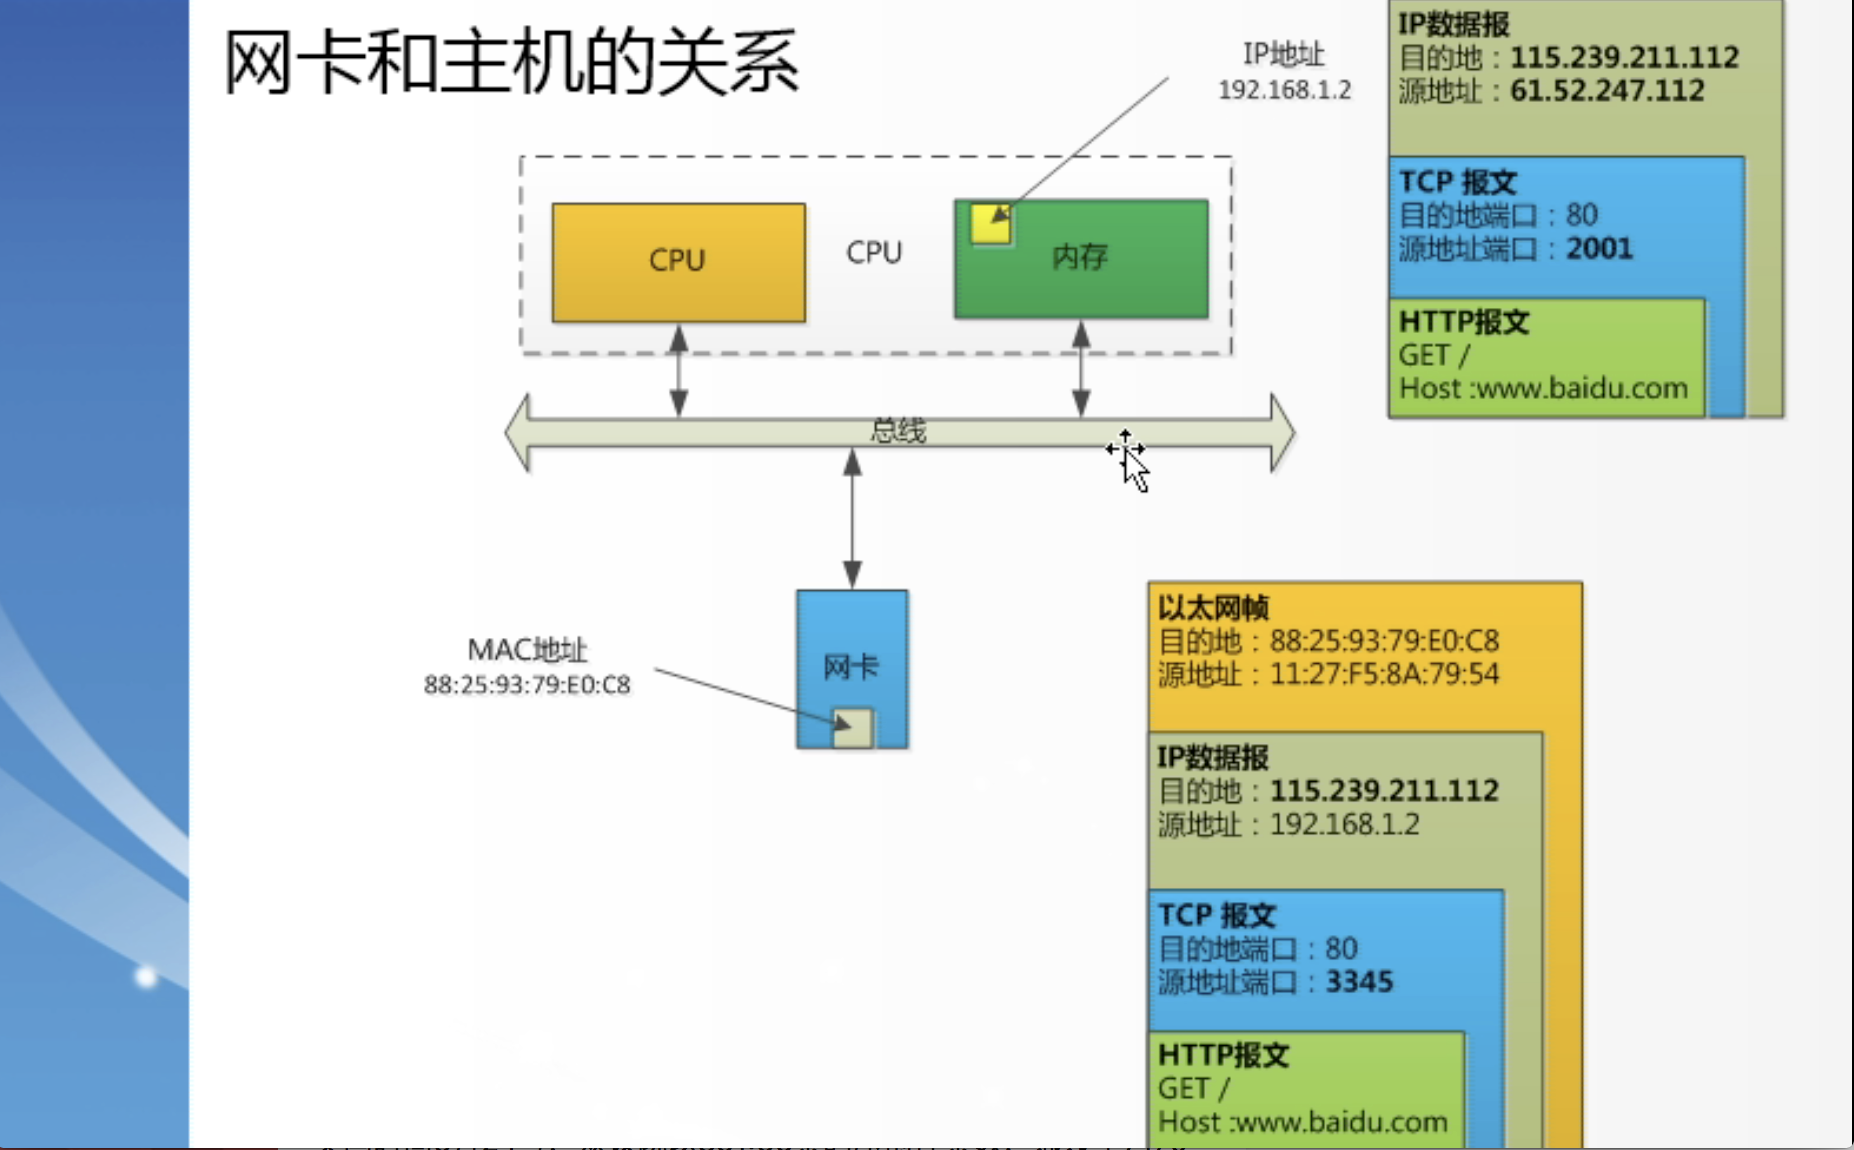 网卡和主机的关系
IP地址
192.168.1.2
CPU
CPU
内存
总线
MAC地址
88:25:93:79:E0:C8
网卡
IP数据报
目的地：115.239.211.112
源地址：61.52.247.112
TCP 报文
目的地端口：80
源地址端口：2001
HTTP报文
GET /
Host :www.baidu.com
以太网帧
目的地：88:25:93:79:E0:C8
源地址：11:27:F5:8A:79:54
IP数据报
目的地：115.239.211.112
源地址：192.168.1.2
TCP 报文
目的地端口：80
源地址端口：3345
HTTP报文
GET /
Host :www.baidu.com